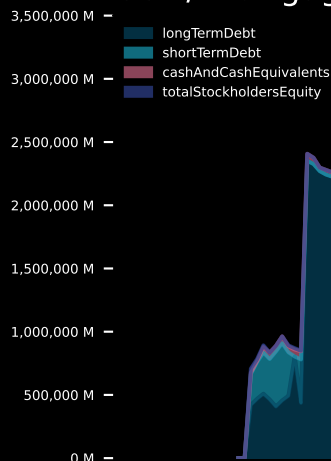 3,500,000 M
longTermDebt
shortTermDebt
3,000,000 M
cashAndCashEquivalents
totalStockholdersEquity
2,500,000 M
2,000,000 M
1,500,000 M
1,000,000 M
500,000 M
0 M